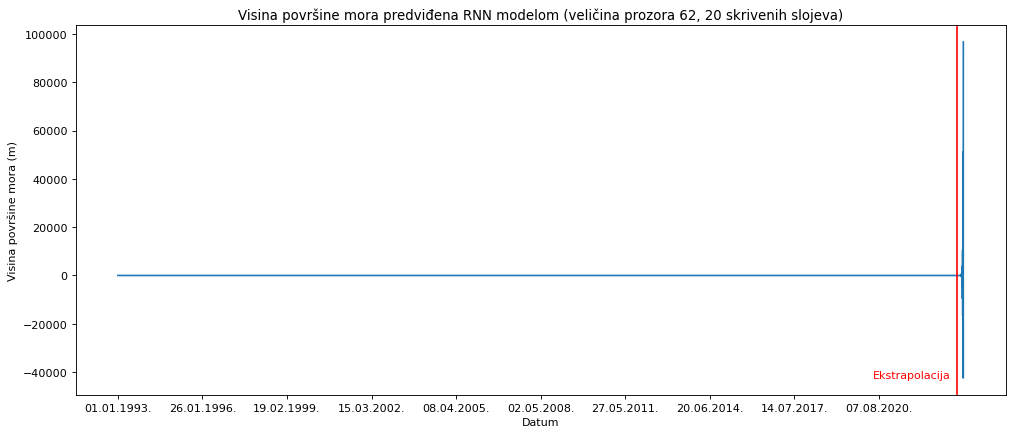 Visina površine mora predviđena RNN modelom (veličina prozora 62, 20 skrivenih slojeva)
Visina površine mora (m)
100000
80000
60000
40000
20000
0
−20000
−40000
Ekstrapolacija
01.01.1993. 26.01.1996. 19.02.1999. 15.03.2002. 08.04.2005. 02.05.2008. 27.05.2011. 20.06.2014. 14.07.2017. 07.08.2020.
Datum